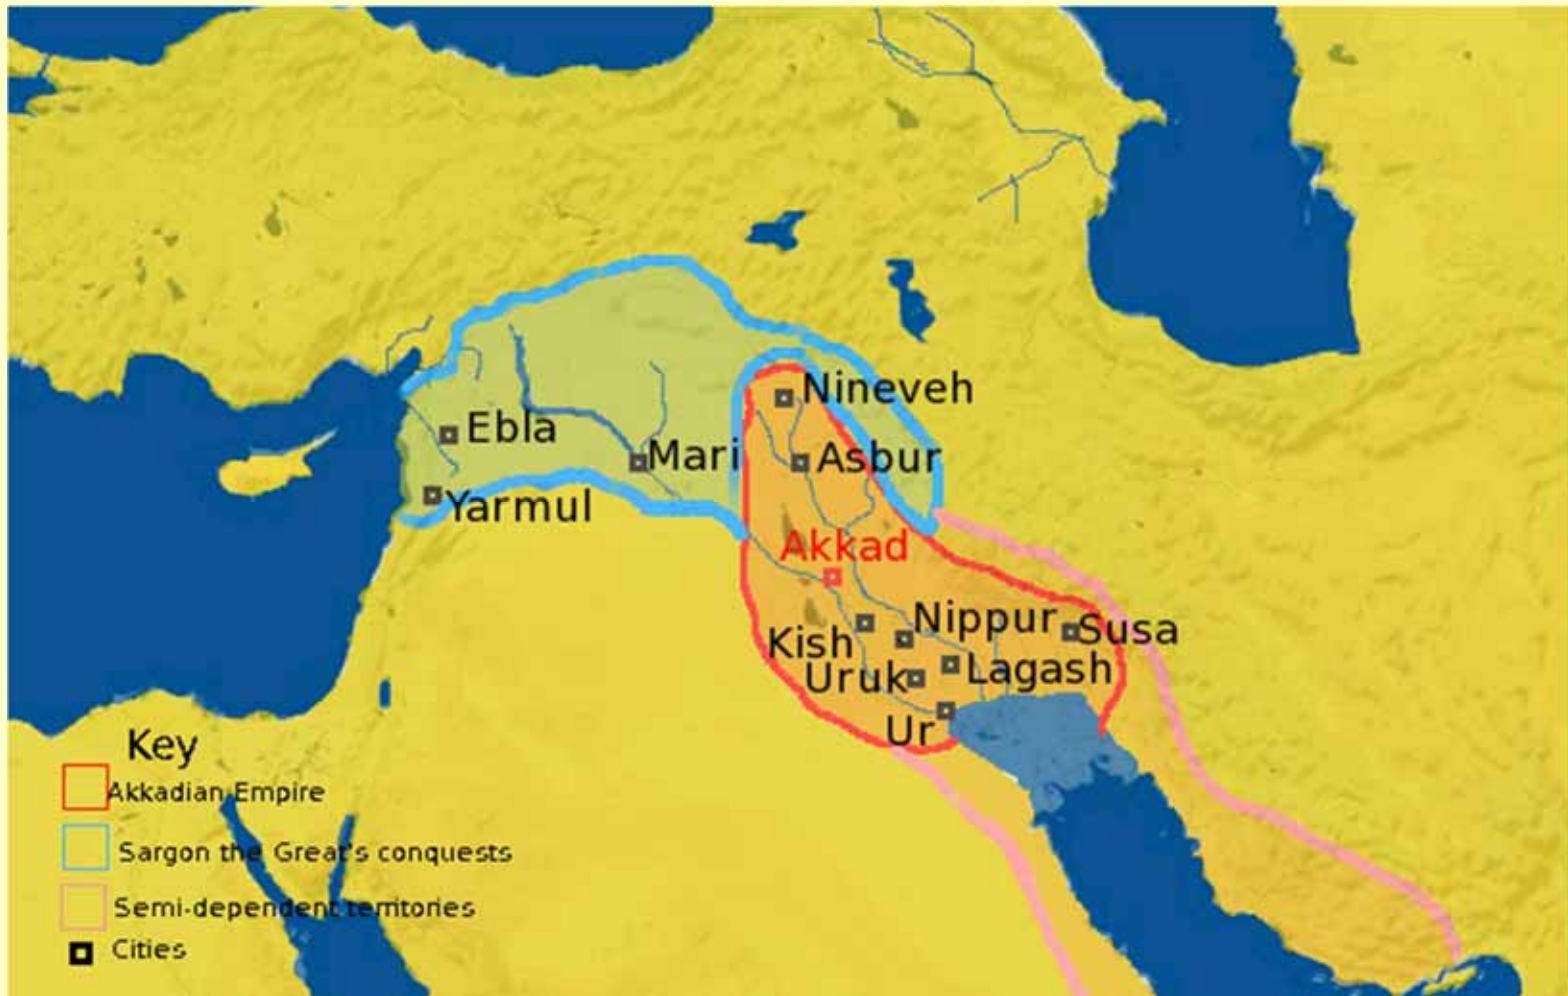 Nineveh
Ebla
Mari
Asbur
Yarmul
Akkad
Nippur
Susa
Kish
Lagash
Uruk
Ur
Key
Akkadian Empire
Sargon the Great's conquests
Semi-dependent territories
Cities